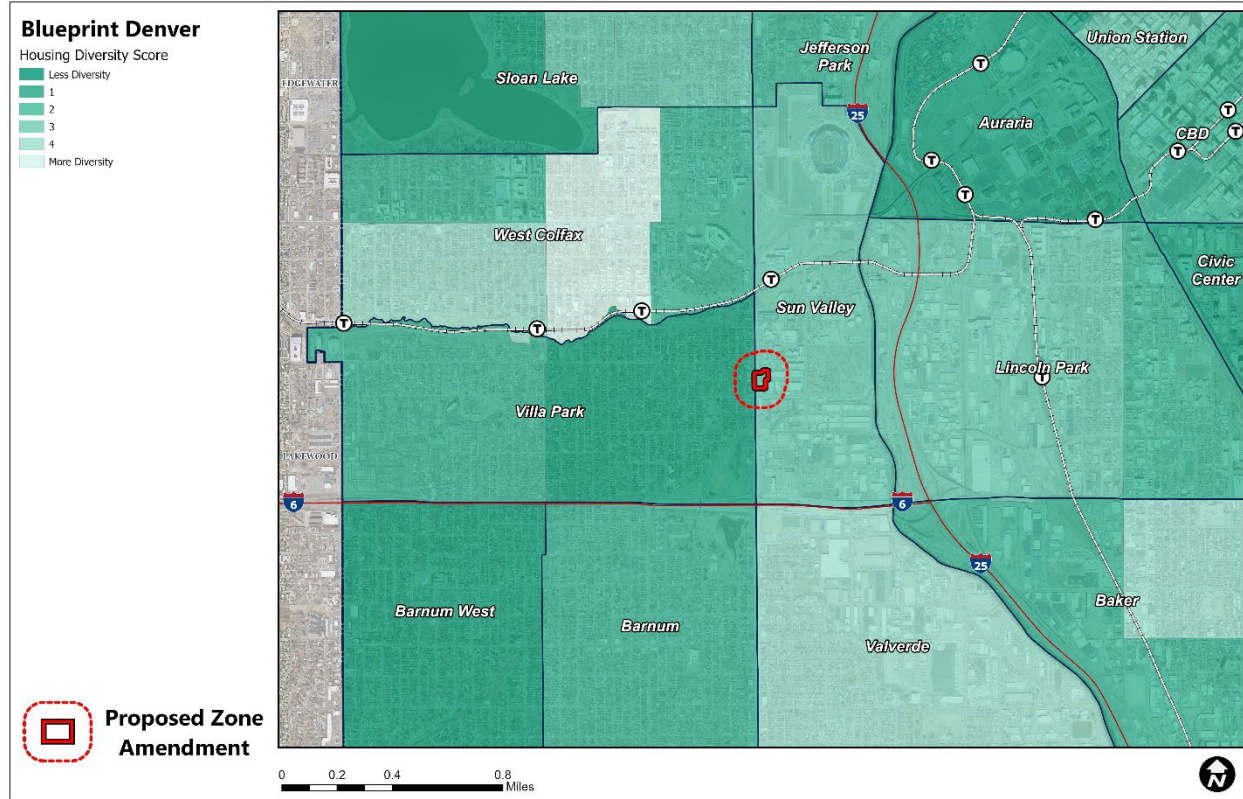 Blueprint Denver
Housing Diversity Score
Less Diversity
1
2
3
4
More Diversity
Proposed Zone
Amendment
EDGEWATER
Sloan Lake
Jefferson
Park
Union Station
25
Auraria
CBD
T
T
T
T
T
T
T
West Colfax
Civic
Center
T
Sun Valley
T
T
T
Lincoln Park
T
Villa Park
LAKEWOOD
6
6
25
Barnum West
Barnum
Valverde
Baker
0 0.2 0.4 0.8
Miles
N